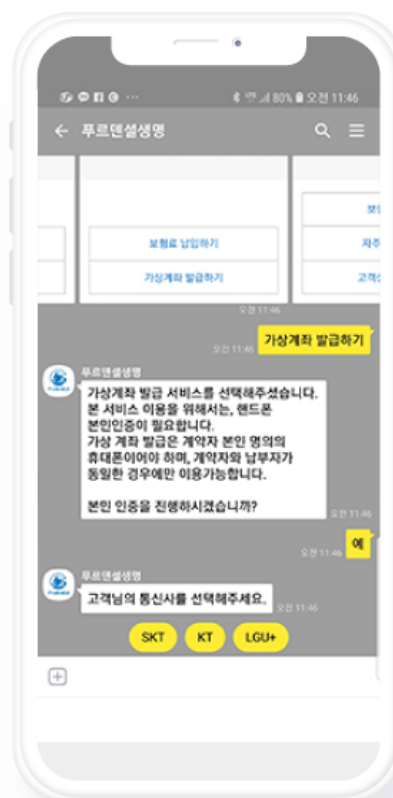 80% 오전 11:46
푸르덴셜생명
보험료 납입하기
자주
가상계좌 발급하기
고객
오전 11:46
가상계좌 발급하기
오전 11:46
푸르덴셜생명
가상계좌 발급 서비스를 선택해주셨습니다.
본 서비스 이용을 위해서는, 핸드폰
본인인증이 필요합니다.
가상 계좌 발급은 계약자 본인 명의의
휴대폰이어야 하며, 계약자와 납부자가
동일한 경우에만 이용가능합니다.
본인 인증을 진행하시겠습니까?
오전 11:46
예
오전 11:46
푸르덴셜생명
고객님의 통신사를 선택해주세요.
오전 11:46
SKT KT LGU+